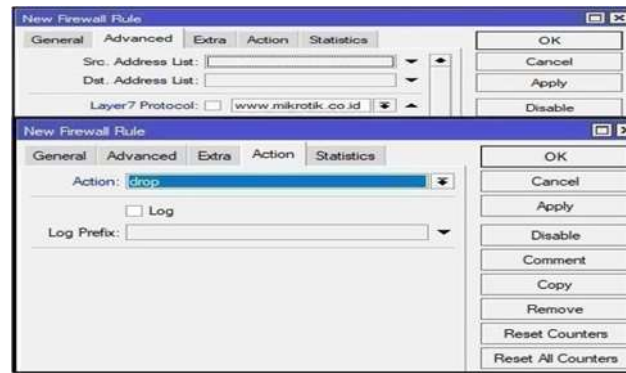 New Firewall Rule
General Advanced Extra Action Statistics
OK
Src. Address List:
Cancel
Dst. Address List:
Apply
Layer7 Protocol: www.mikrotik.co.id
Disable
New Firewall Rule
General Advanced Extra Action Statistics
OK
Action: drop
Cancel
Log
Apply
Log Prefix:
Disable
Comment
Copy
Remove
Reset Counters
Reset All Counters